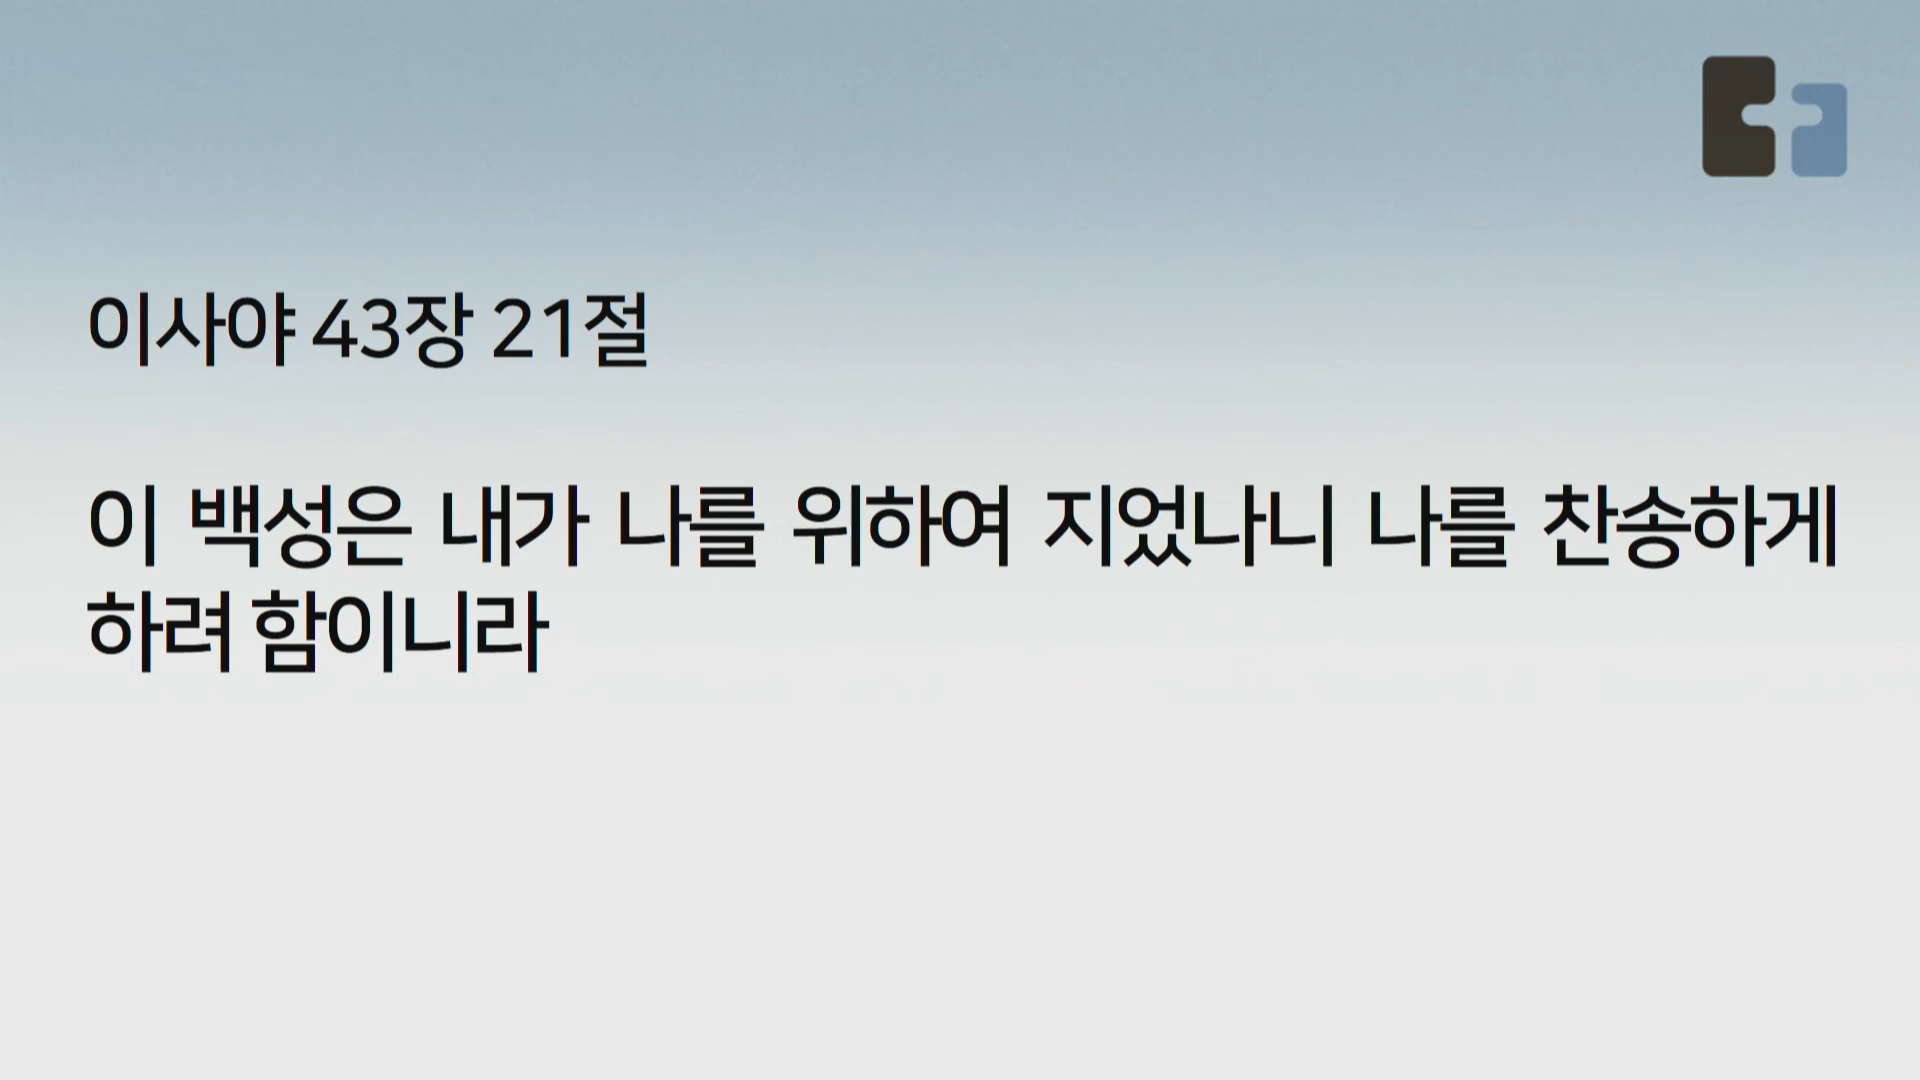 이사야 43장 21절
이 백성은 내가 나를 위하여 지었나니 나를 찬송하게
하려 함이니라